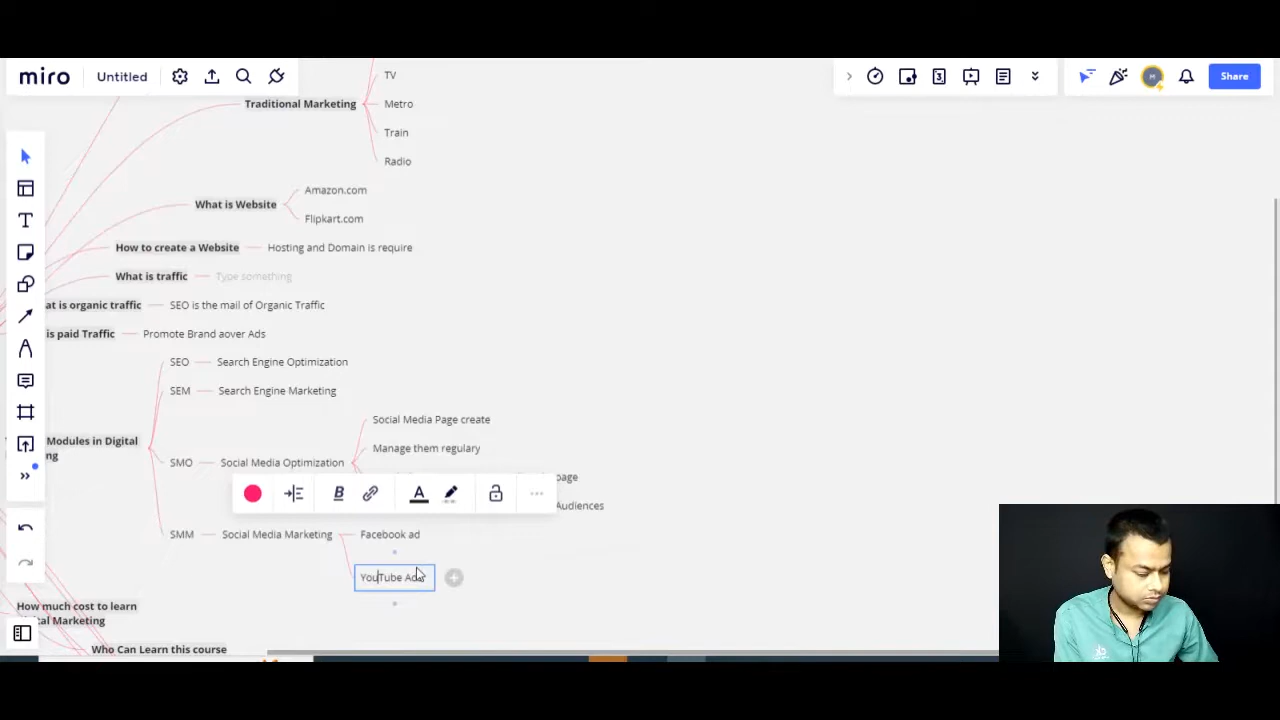 miro
Untitled
Share
TV
Traditional Marketing
Metro
Train
Radio
What is Website
Amazon.com
Flipkart.com
How to create a Website
Hosting and Domain is require
What is traffic
Type something
at is organic traffic
SEO is the mail of Organic Traffic
is paid Traffic
Promote Brand aover Ads
SEO
Search Engine Optimization
SEM
Search Engine Marketing
Modules in Digital
ng
Social Media Page create
Manage them regulary
SMO
Social Media Optimization
page
Audiences
B
A
SMM
Social Media Marketing
Facebook ad
YouTube Ad
How much cost to learn
tal Marketing
Who Can Learn this course